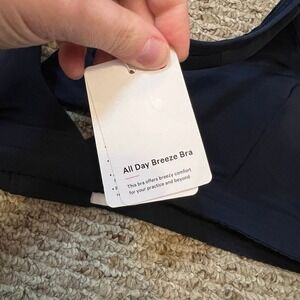 All Day Breeze Bra
This bra offers breezy comfort
for your practice and beyond